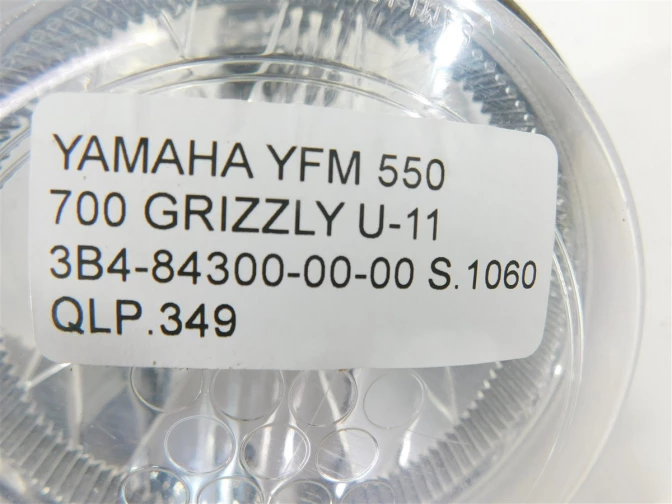 YAMAHA YFM 550
700 GRIZZLY U-11
3B4-84300-00-00 S.1060
QLP.349